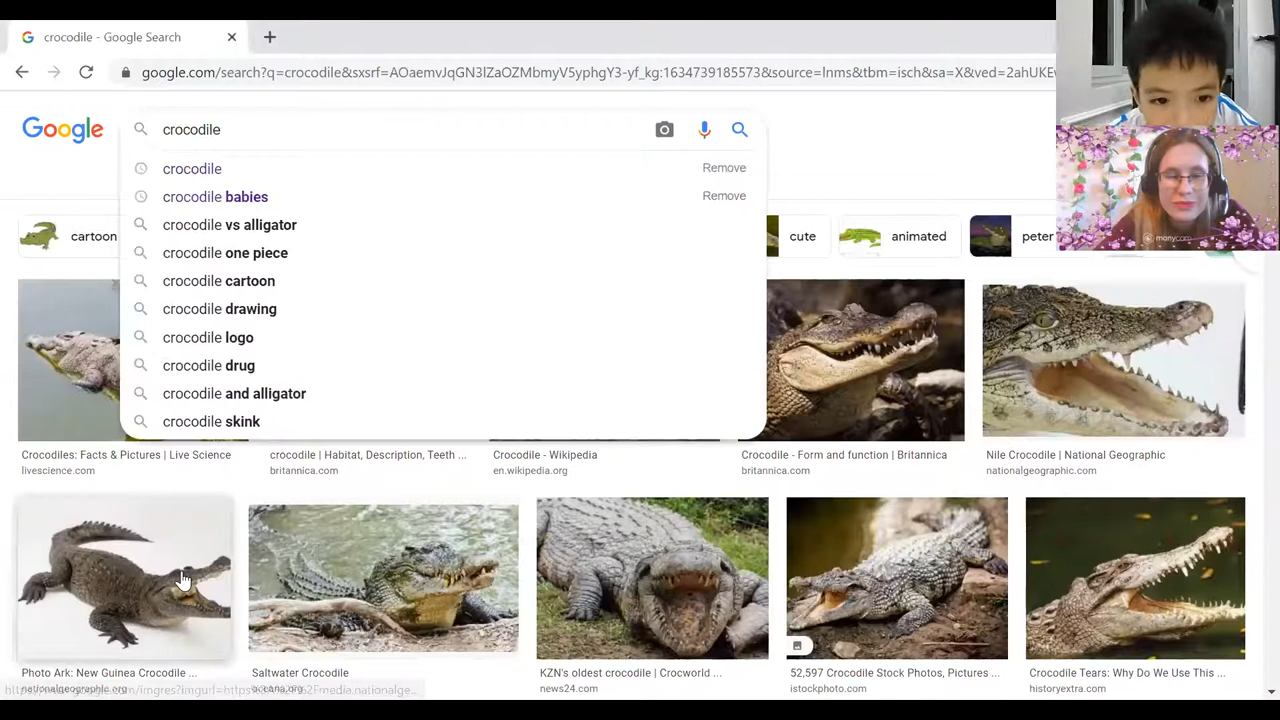 crocodile - Google Search
google.com/search?q=crocodile&sxsrf=AOaemvJqGN3lZaOZMbmyV5yphgY3-yf_kg:1634739185573&source=lnms&tbm=isch&sa=X&ved=2ahUKEw
Google
crocodile
crocodile Remove
crocodile babies Remove
crocodile vs alligator
crocodile one piece
crocodile cartoon
crocodile drawing
crocodile logo
crocodile drug
crocodile and alligator
crocodile skink
cartoon
cute
animated
peter
manycam
Crocodiles: Facts & Pictures | Live Science
livescience.com
crocodile | Habitat, Description, Teeth ...
britannica.com
Crocodile - Wikipedia
en.wikipedia.org
Crocodile - Form and function | Britannica
britannica.com
Nile Crocodile | National Geographic
nationalgeographic.com
Photo Ark: New Guinea Crocodile ...
nationalgeographic.org
Saltwater Crocodile
KZN's oldest crocodile | Crocworld ...
news24.com
52,597 Crocodile Stock Photos, Pictures ...
istockphoto.com
Crocodile Tears: Why Do We Use This ...
historyextra.com